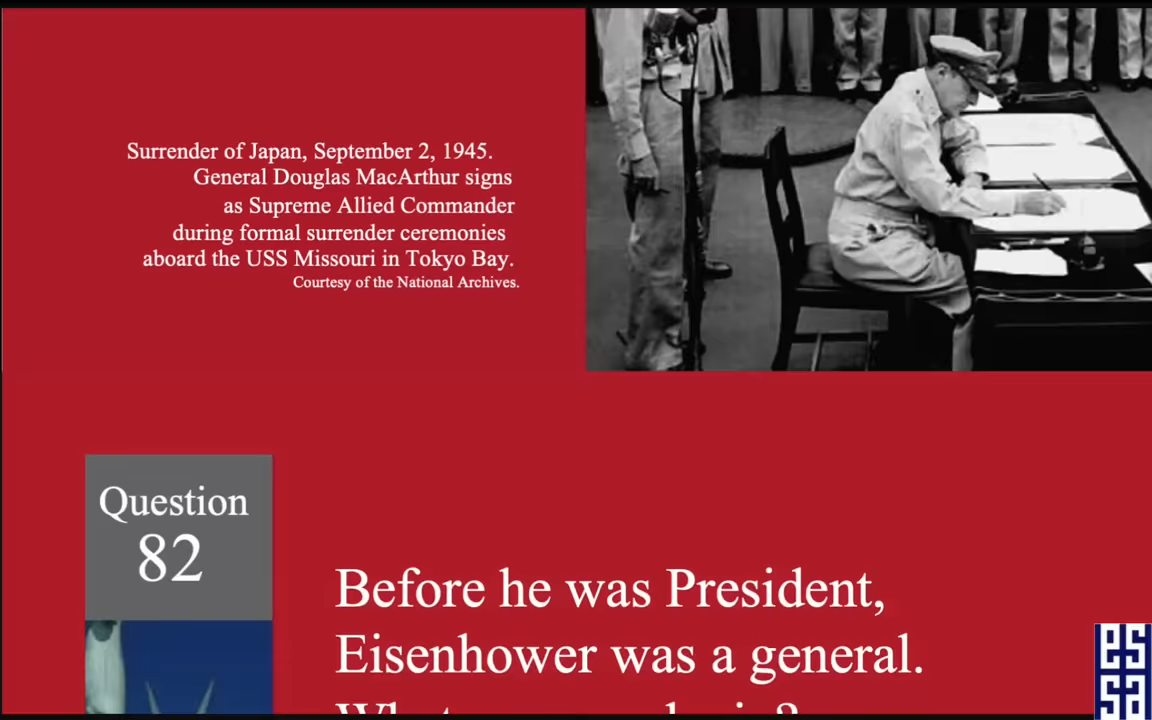 Surrender of Japan, September 2, 1945.
General Douglas MacArthur signs
as Supreme Allied Commander
during formal surrender ceremonies
aboard the USS Missouri in Tokyo Bay.
Courtesy of the National Archives.
Question
82
Before he was President,
Eisenhower was a general.
What